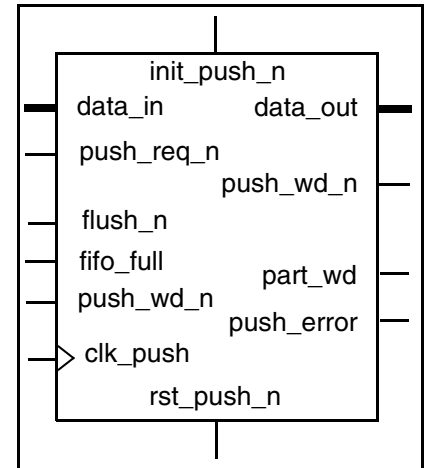 init_push_n
data_in data_out
push_req_n
push_wd_n
flush_n
fifo_full
part_wd
push_wd_n
push_error
clk_push
rst_push_n